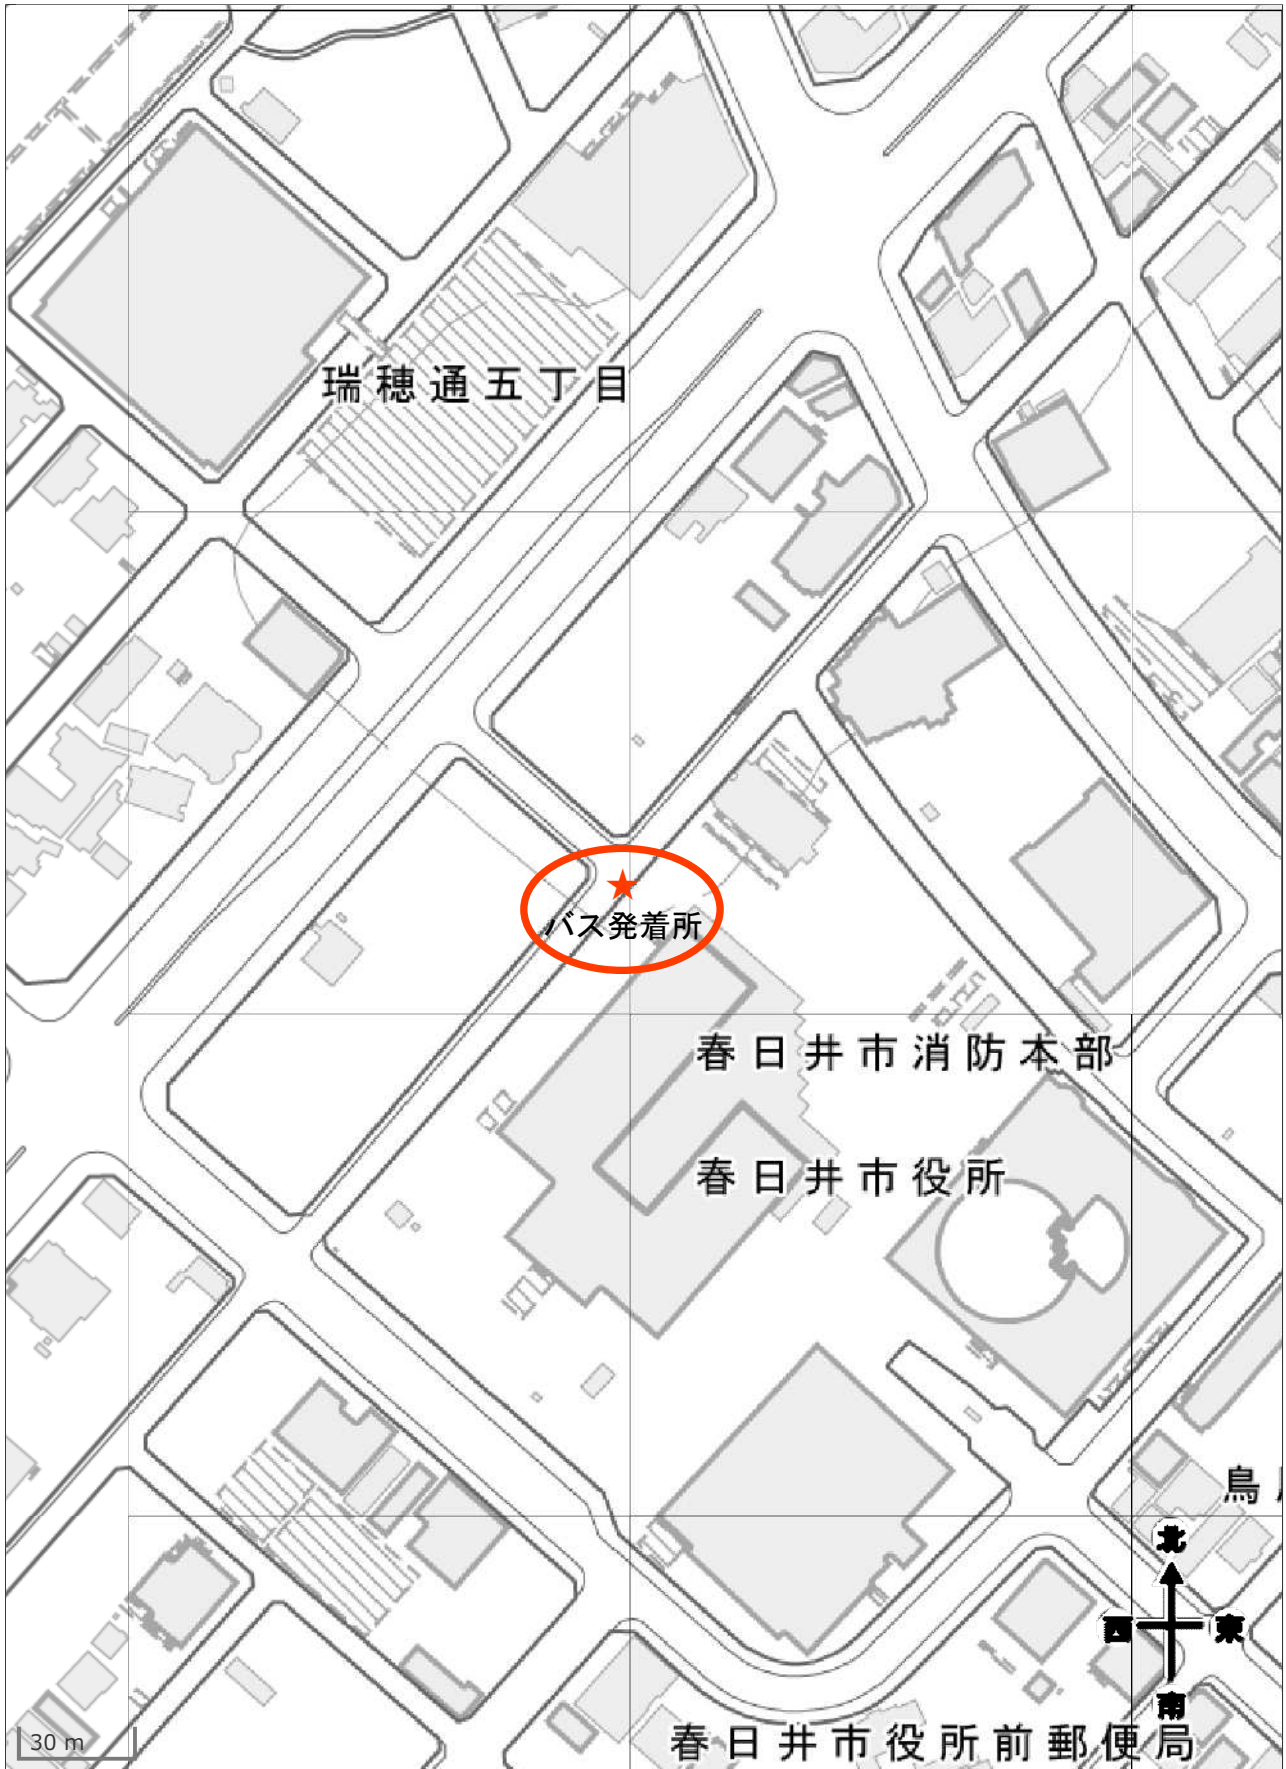 瑞穂通五丁目
バス発着所
春日井市消防本部
春日井市役所
鳥
北
西
東
南
30 m
春日井市役所前郵便局